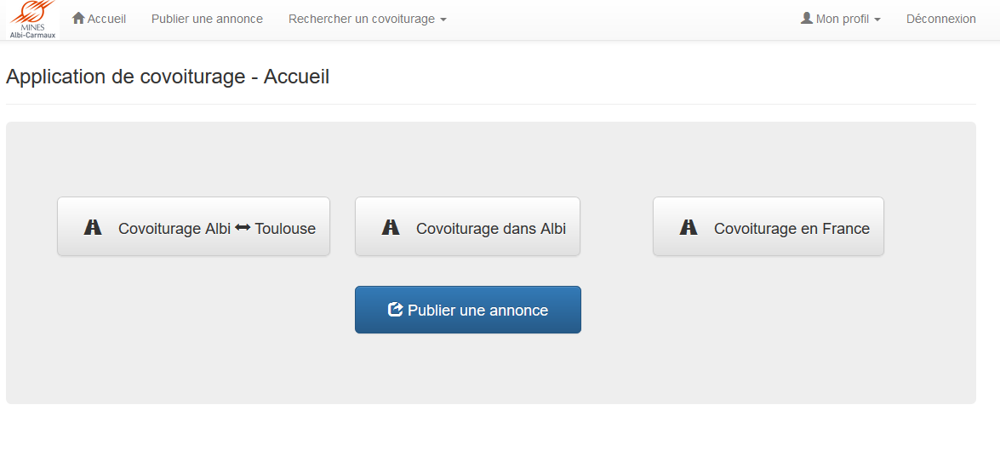 MINES
Albi-Carmaux
Accueil Publier une annonce Rechercher un covoiturage Mon profil Déconnexion
Application de covoiturage - Accueil
Covoiturage Albi ↔ Toulouse Covoiturage dans Albi Covoiturage en France
Publier une annonce